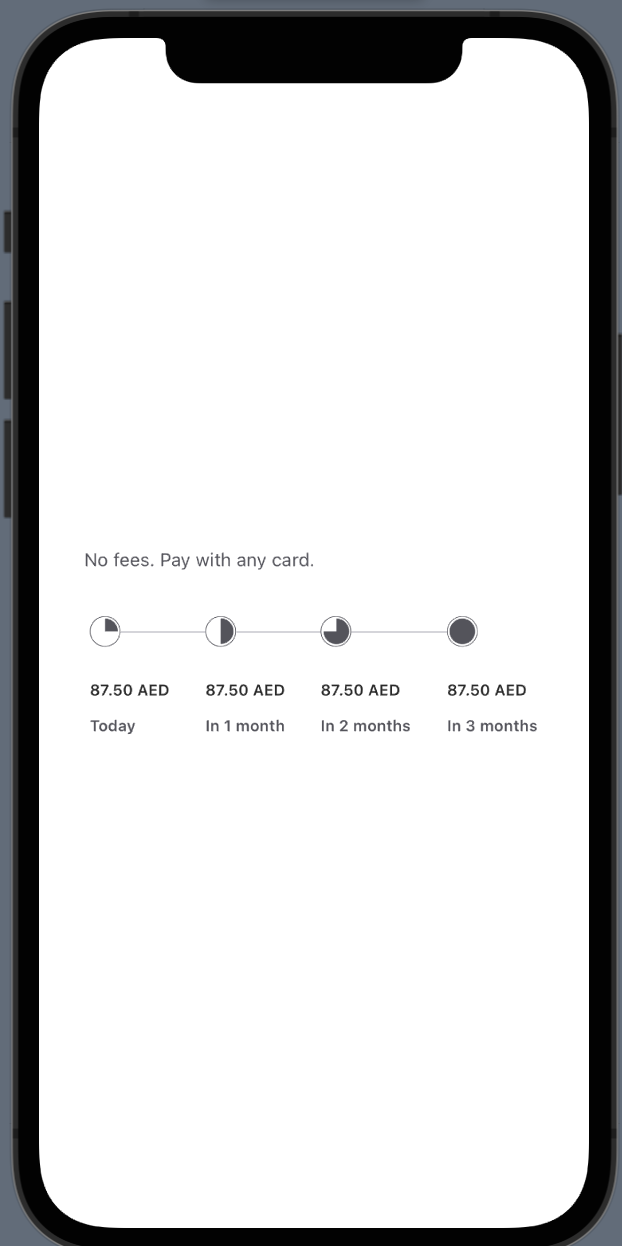 No fees. Pay with any card.
87.50 AED 87.50 AED 87.50 AED 87.50 AED
Today In 1 month In 2 months In 3 months